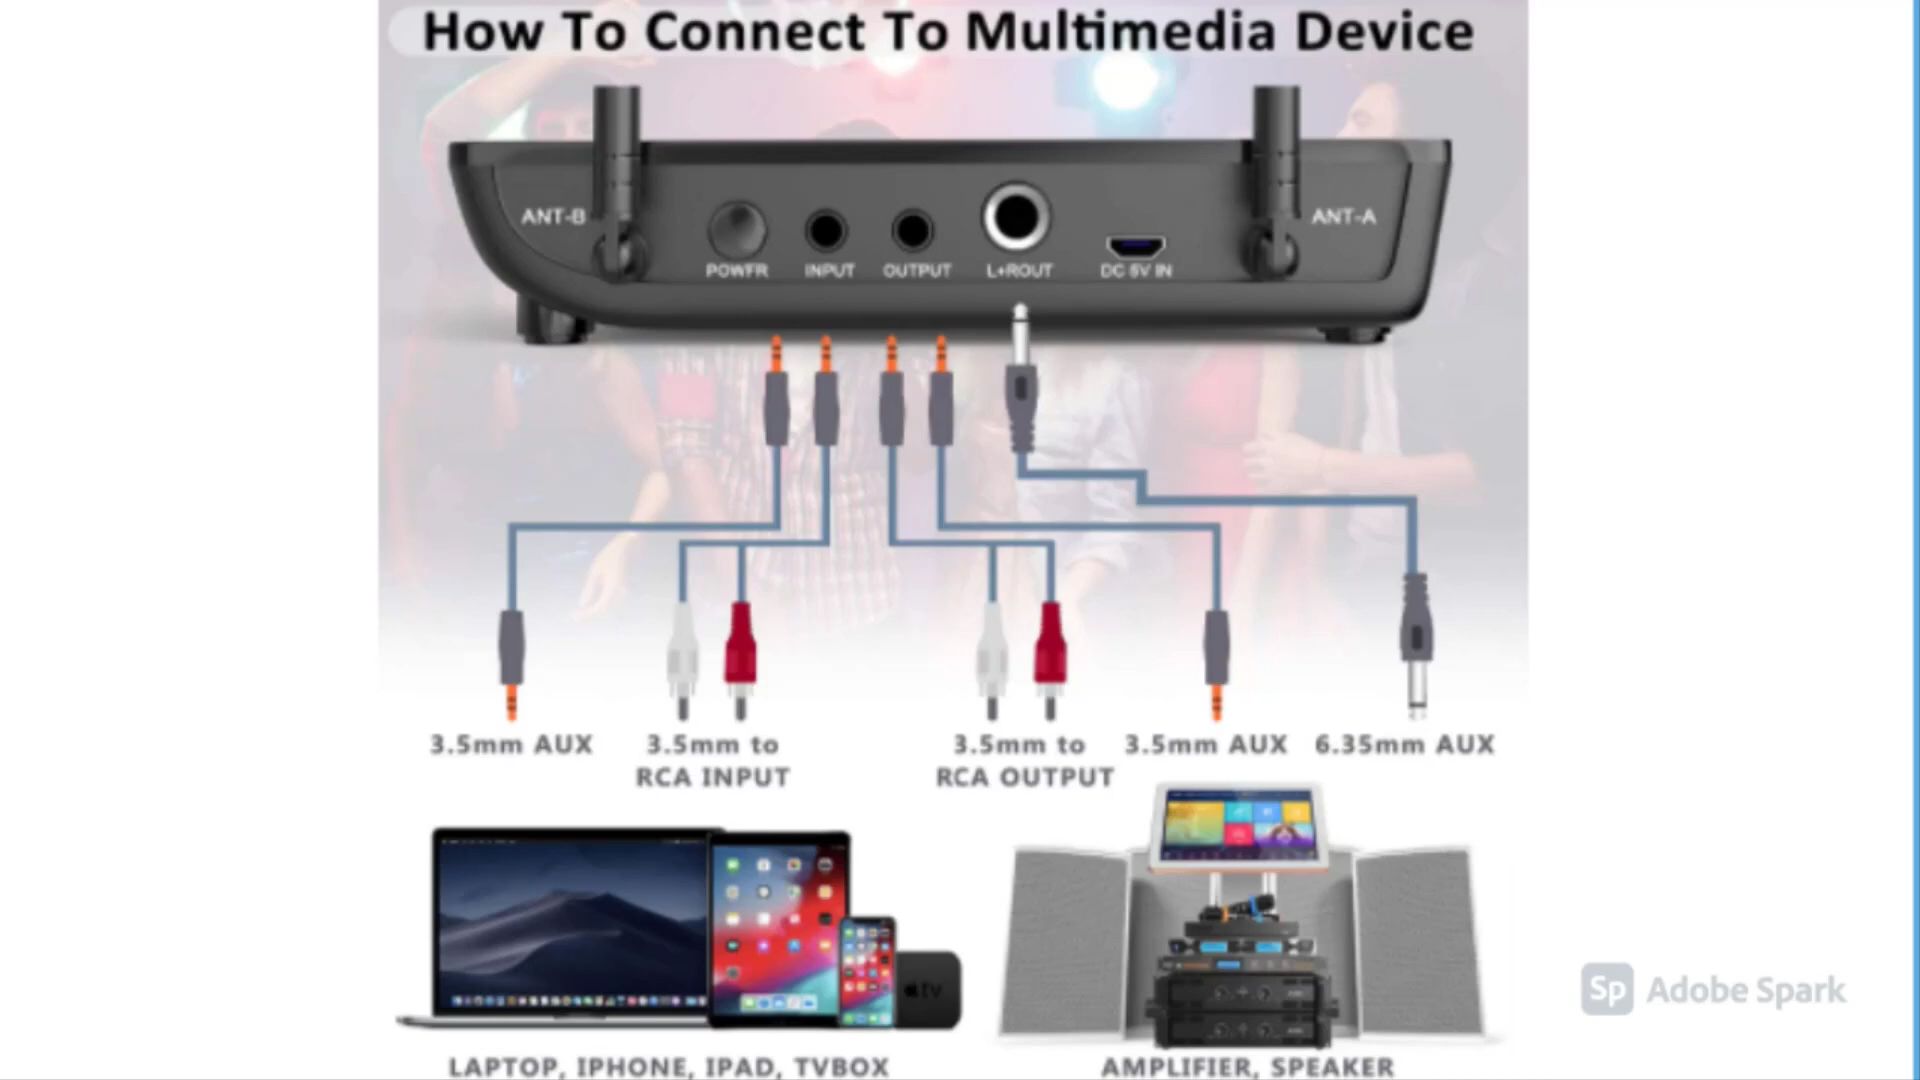 How To Connect To Multimedia Device
ANT-B
ANT-A
POWER
INPUT
OUTPUT
L+ROUT
DC 5V IN
3.5mm AUX
3.5mm to
RCA INPUT
3.5mm to
RCA OUTPUT
3.5mm AUX
6.35mm AUX
tv
LAPTOP, IPHONE, IPAD, TVBOX
AMPLIFIER, SPEAKER
Sp Adobe Spark